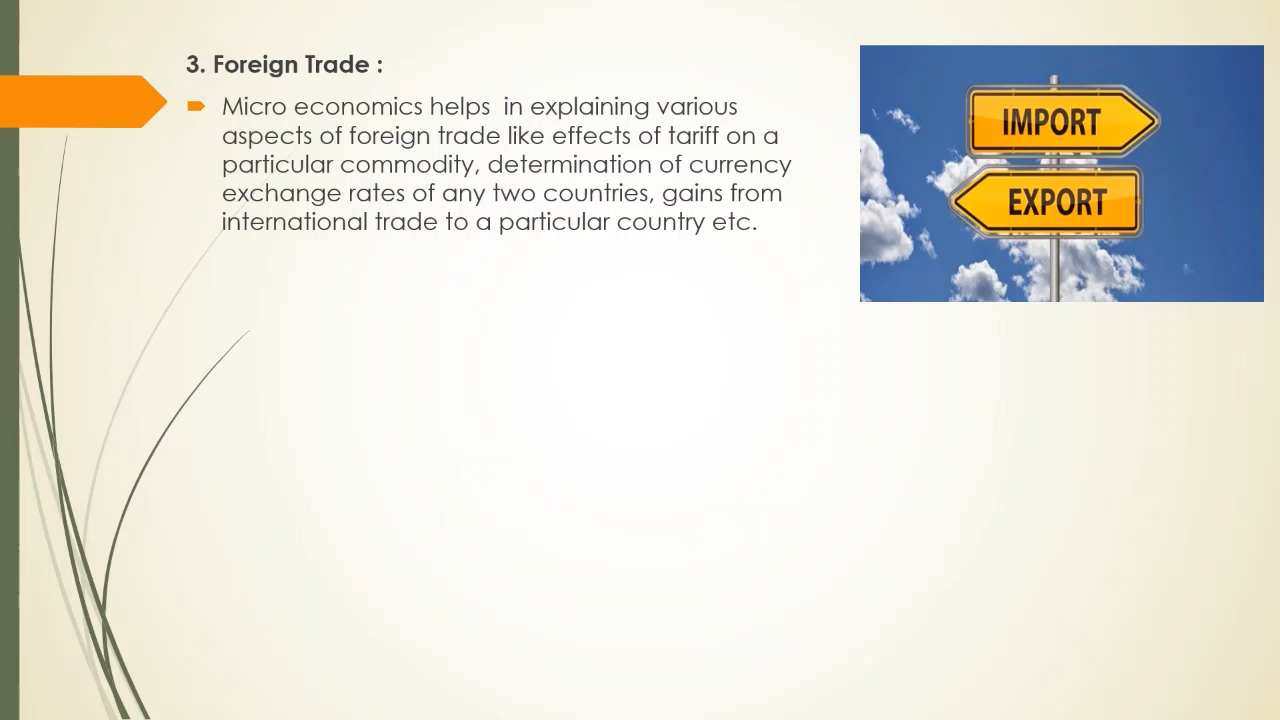 3. Foreign Trade :
Micro economics helps  in explaining various
aspects of foreign trade like effects of tariff on a
particular commodity, determination of currency
exchange rates of any two countries, gains from
international trade to a particular country etc.
IMPORT
EXPORT